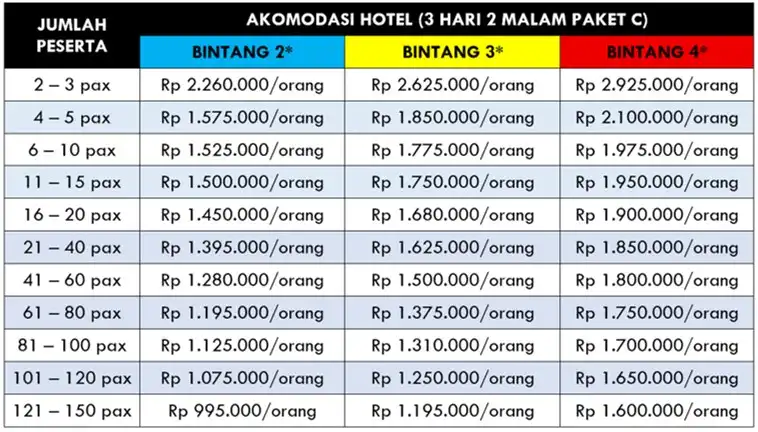 JUMLAH PESERTA AKOMODASI HOTEL (3 HARI 2 MALAM PAKET C)
BINTANG 2* BINTANG 3* BINTANG 4*
2 – 3 pax Rp 2.260.000/orang Rp 2.625.000/orang Rp 2.925.000/orang
4 – 5 pax Rp 1.575.000/orang Rp 1.850.000/orang Rp 2.100.000/orang
6 – 10 pax Rp 1.525.000/orang Rp 1.775.000/orang Rp 1.975.000/orang
11 – 15 pax Rp 1.500.000/orang Rp 1.750.000/orang Rp 1.950.000/orang
16 – 20 pax Rp 1.450.000/orang Rp 1.680.000/orang Rp 1.900.000/orang
21 – 40 pax Rp 1.395.000/orang Rp 1.625.000/orang Rp 1.850.000/orang
41 – 60 pax Rp 1.280.000/orang Rp 1.500.000/orang Rp 1.800.000/orang
61 – 80 pax Rp 1.195.000/orang Rp 1.375.000/orang Rp 1.750.000/orang
81 – 100 pax Rp 1.125.000/orang Rp 1.310.000/orang Rp 1.700.000/orang
101 – 120 pax Rp 1.075.000/orang Rp 1.250.000/orang Rp 1.650.000/orang
121 – 150 pax Rp 995.000/orang Rp 1.195.000/orang Rp 1.600.000/orang